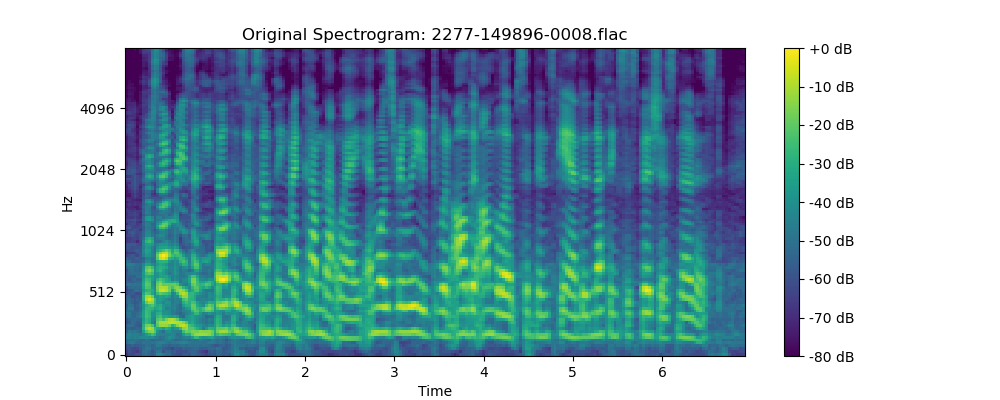 Original Spectrogram: 2277-149896-0008.flac
Hz
4096
2048
1024
512
0
0 1 2 3 4 5 6
Time
+0 dB
-10 dB
-20 dB
-30 dB
-40 dB
-50 dB
-60 dB
-70 dB
-80 dB